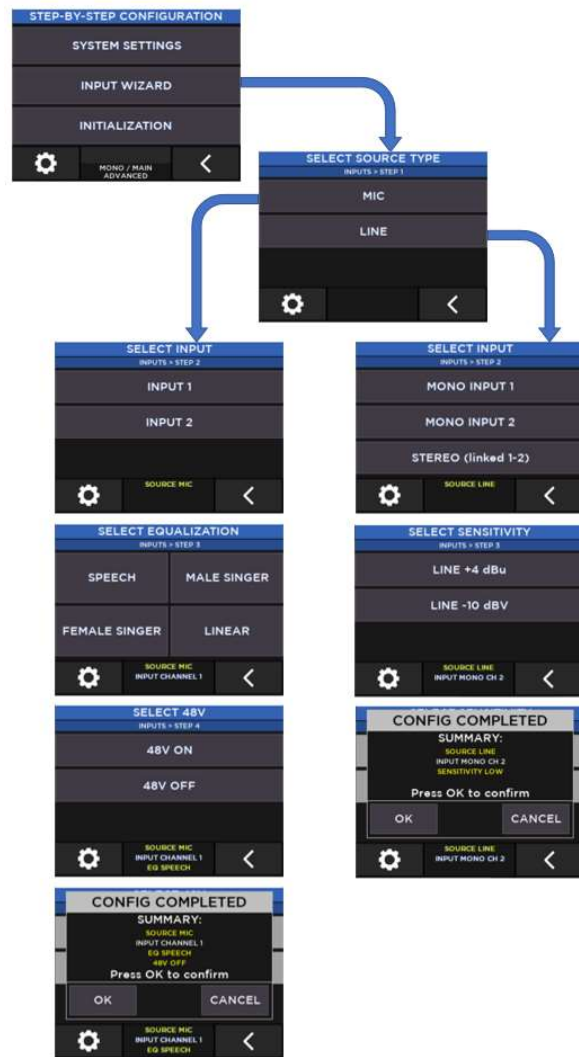 STEP-BY-STEP CONFIGURATION
SYSTEM SETTINGS
INPUT WIZARD
INITIALIZATION
MONO / MAIN
ADVANCED
SELECT SOURCE TYPE
INPUTS > STEP 1
MIC
LINE
SELECT INPUT
INPUTS > STEP 2
INPUT 1
INPUT 2
SOURCE MIC
SELECT EQUALIZATION
INPUTS > STEP 3
SPEECH
MALE SINGER
FEMALE SINGER
LINEAR
SOURCE MIC
INPUT CHANNEL 1
SELECT 48V
INPUTS > STEP 4
48V ON
48V OFF
SOURCE MIC
INPUT CHANNEL 1
EQ SPEECH
CONFIG COMPLETED
SUMMARY:
SOURCE MIC
INPUT CHANNEL 1
EQ SPEECH
48V OFF
Press OK to confirm
OK
CANCEL
SOURCE MIC
INPUT CHANNEL 1
EQ SPEECH
SELECT INPUT
INPUTS > STEP 2
MONO INPUT 1
MONO INPUT 2
STEREO (linked 1-2)
SOURCE LINE
SELECT SENSITIVITY
INPUTS > STEP 3
LINE +4 dBu
LINE -10 dBV
SOURCE LINE
INPUT MONO CH 2
CONFIG COMPLETED
SUMMARY:
SOURCE LINE
INPUT MONO CH 2
SENSITIVITY LOW
Press OK to confirm
OK
CANCEL
SOURCE LINE
INPUT MONO CH 2